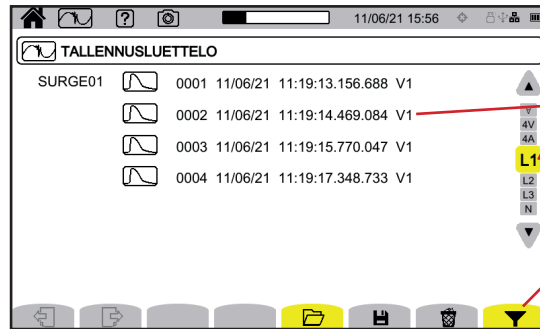 11/06/21 15:56
TALLENNUSLUETTELO
SURGE01 0001 11/06/21 11:19:13.156.688 V1
0002 11/06/21 11:19:14.469.084 V1
0003 11/06/21 11:19:15.770.047 V1
0004 11/06/21 11:19:17.348.733 V1
∀
4V
4A
L1
L2
L3
N